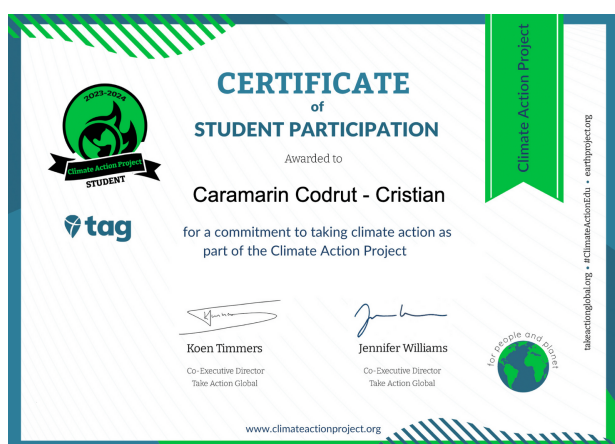 CERTIFICATE
of
STUDENT PARTICIPATION
Awarded to
Caramarin Codrut - Cristian
for a commitment to taking climate action as
part of the Climate Action Project
2023-2024
Climate Action Project
STUDENT
tag
Koen Timmers
Co-Executive Director
Take Action Global
Jennifer Williams
Co-Executive Director
Take Action Global
www.climateactionproject.org
Climate Action Project
takeactionglobal.org • #ClimateActionEdu • earthproject.org
for people and planet